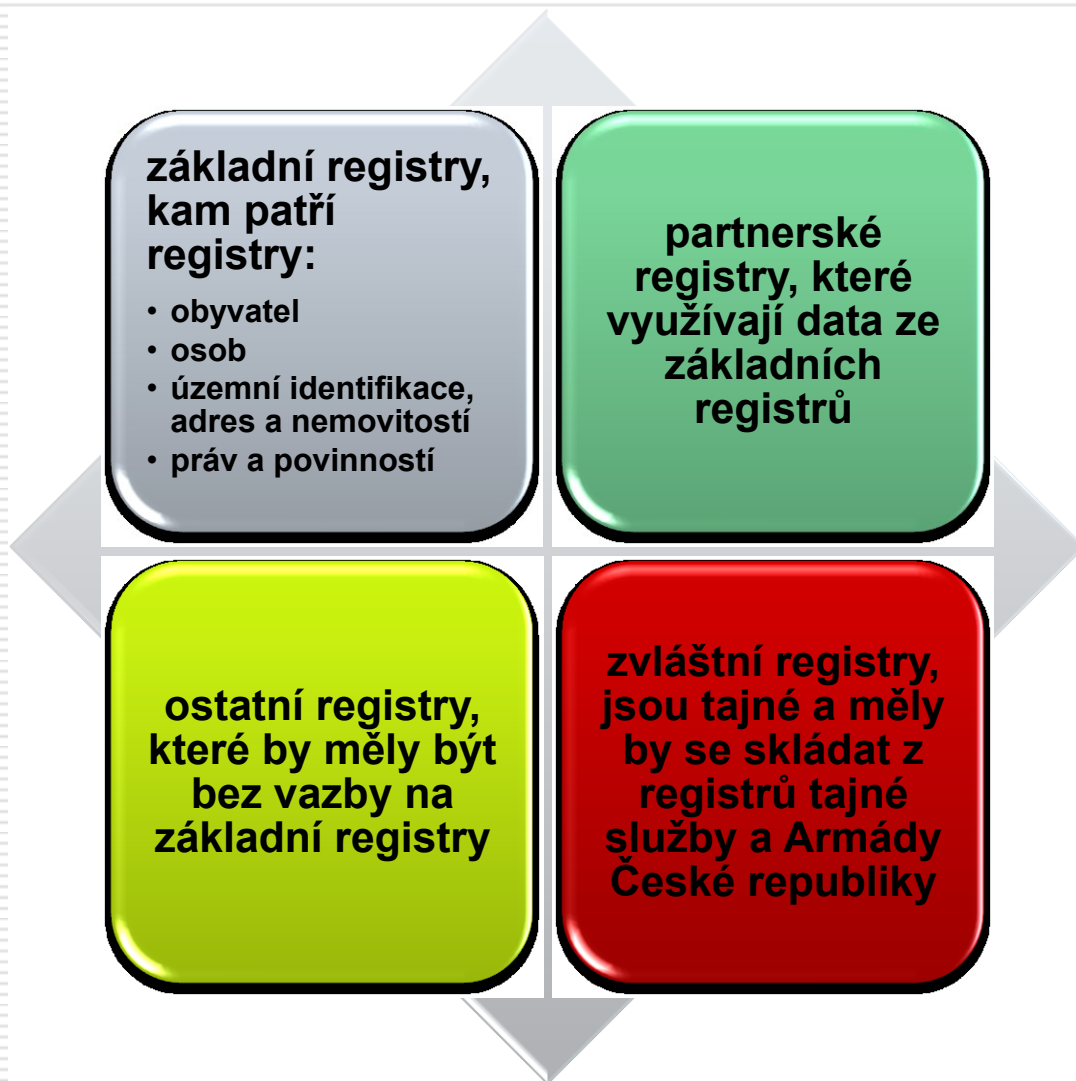 základní registry,
kam patří
registry:
• obyvatel
• osob
• územní identifikace,
adres a nemovitostí
• práv a povinností
partnerské
registry, které
využívají data ze
základních
registrů
ostatní registry,
které by měly být
bez vazby na
základní registry
zvláštní registry,
jsou tajné a měly
by se skládat z
registrů tajné
služby a Armády
České republiky